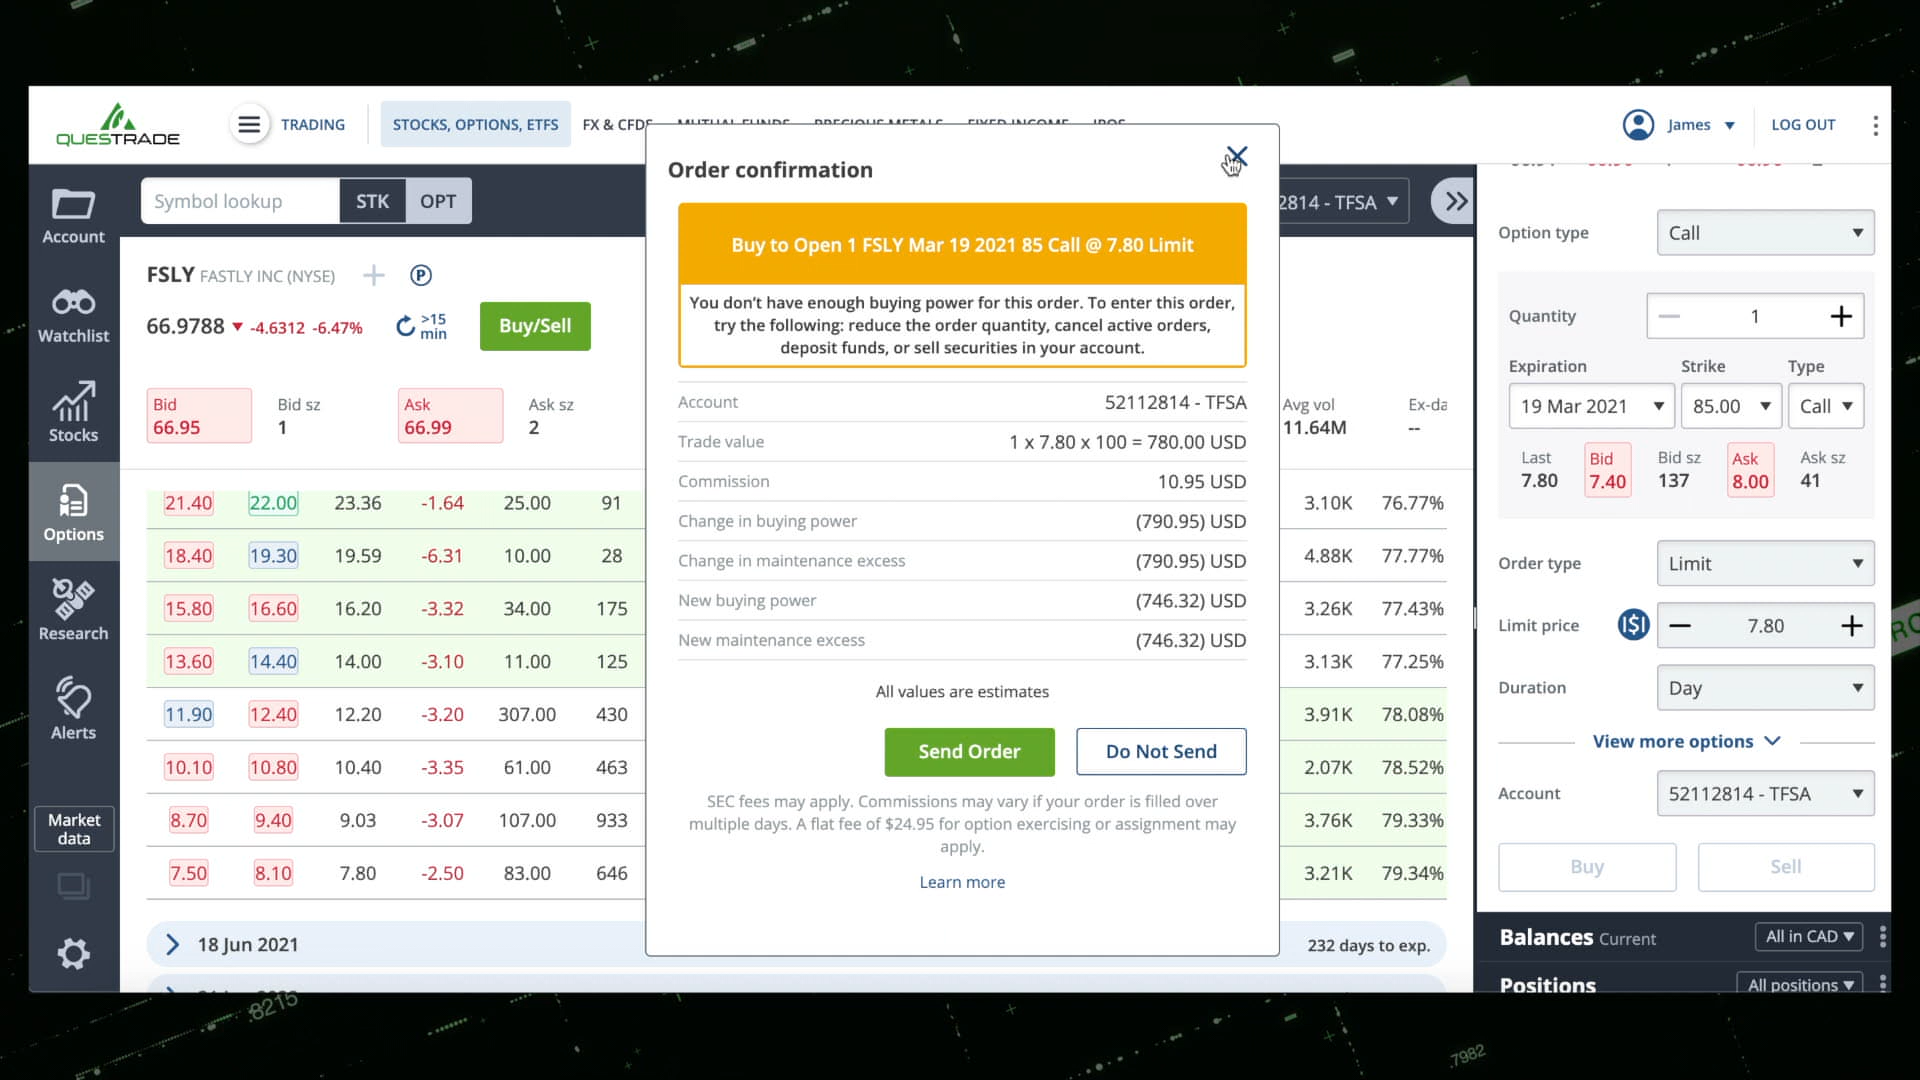 QUESTRADE
TRADING
STOCKS, OPTIONS, ETFS
FX & CFDS
MUTUAL FUNDS
PRECIOUS METALS
FIXED INCOME
IPOS
James
LOG OUT
Account
Watchlist
Stocks
Options
Research
Alerts
Market
data
Symbol lookup
STK
OPT
2814 - TFSA
FSLY FASTLY INC (NYSE)
P
66.9788 -4.6312 -6.47%
>15
min
Buy/Sell
Bid
66.95
Bid sz
1
Ask
66.99
Ask sz
2
Avg vol
11.64M
Ex-da
--
21.40 22.00 23.36 -1.64 25.00 91 3.10K 76.77%
18.40 19.30 19.59 -6.31 10.00 28 4.88K 77.77%
15.80 16.60 16.20 -3.32 34.00 175 3.26K 77.43%
13.60 14.40 14.00 -3.10 11.00 125 3.13K 77.25%
11.90 12.40 12.20 -3.20 307.00 430 3.91K 78.08%
10.10 10.80 10.40 -3.35 61.00 463 2.07K 78.52%
8.70 9.40 9.03 -3.07 107.00 933 3.76K 79.33%
7.50 8.10 7.80 -2.50 83.00 646 3.21K 79.34%
18 Jun 2021
232 days to exp.
Order confirmation
Buy to Open 1 FSLY Mar 19 2021 85 Call @ 7.80 Limit
You don't have enough buying power for this order. To enter this order,
try the following: reduce the order quantity, cancel active orders,
deposit funds, or sell securities in your account.
Account 52112814 - TFSA
Trade value 1 x 7.80 x 100 = 780.00 USD
Commission 10.95 USD
Change in buying power (790.95) USD
Change in maintenance excess (790.95) USD
New buying power (746.32) USD
New maintenance excess (746.32) USD
All values are estimates
Send Order
Do Not Send
SEC fees may apply. Commissions may vary if your order is filled over
multiple days. A flat fee of $24.95 for option exercising or assignment may
apply.
Learn more
Option type Call
Quantity 1
Expiration Strike Type
19 Mar 2021 85.00 Call
Last
7.80
Bid
7.40
Bid sz
137
Ask
8.00
Ask sz
41
Order type Limit
Limit price 7.80
Duration Day
View more options
Account 52112814 - TFSA
Buy
Sell
Balances Current
All in CAD
Positions
All positions
.8215
.7982